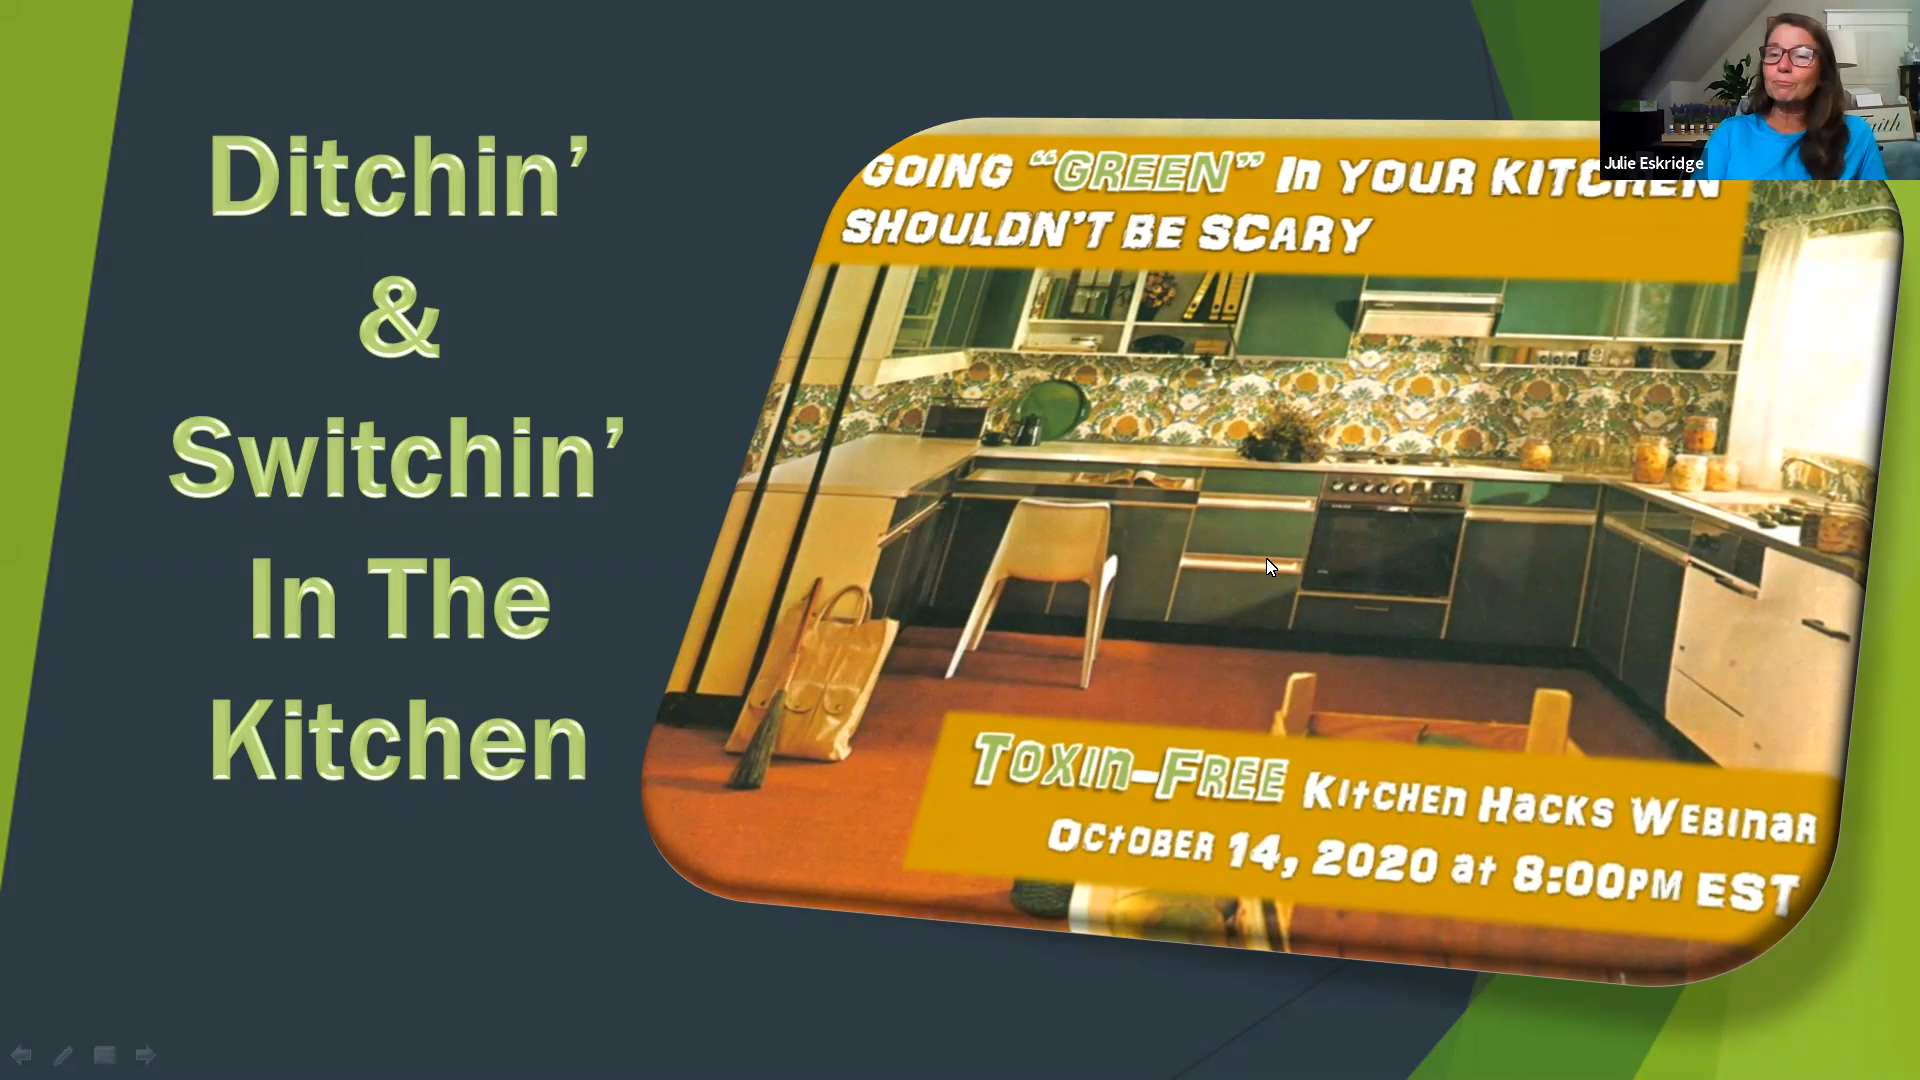 Ditchin’
&
Switchin’
In The
Kitchen
GOING “GREEN” In YOUR KITCHEN
SHOULDN’T BE SCARY
Toxin-Free Kitchen Hacks Webinar
October 14, 2020 at 8:00PM EST
Julie Eskridge
faith